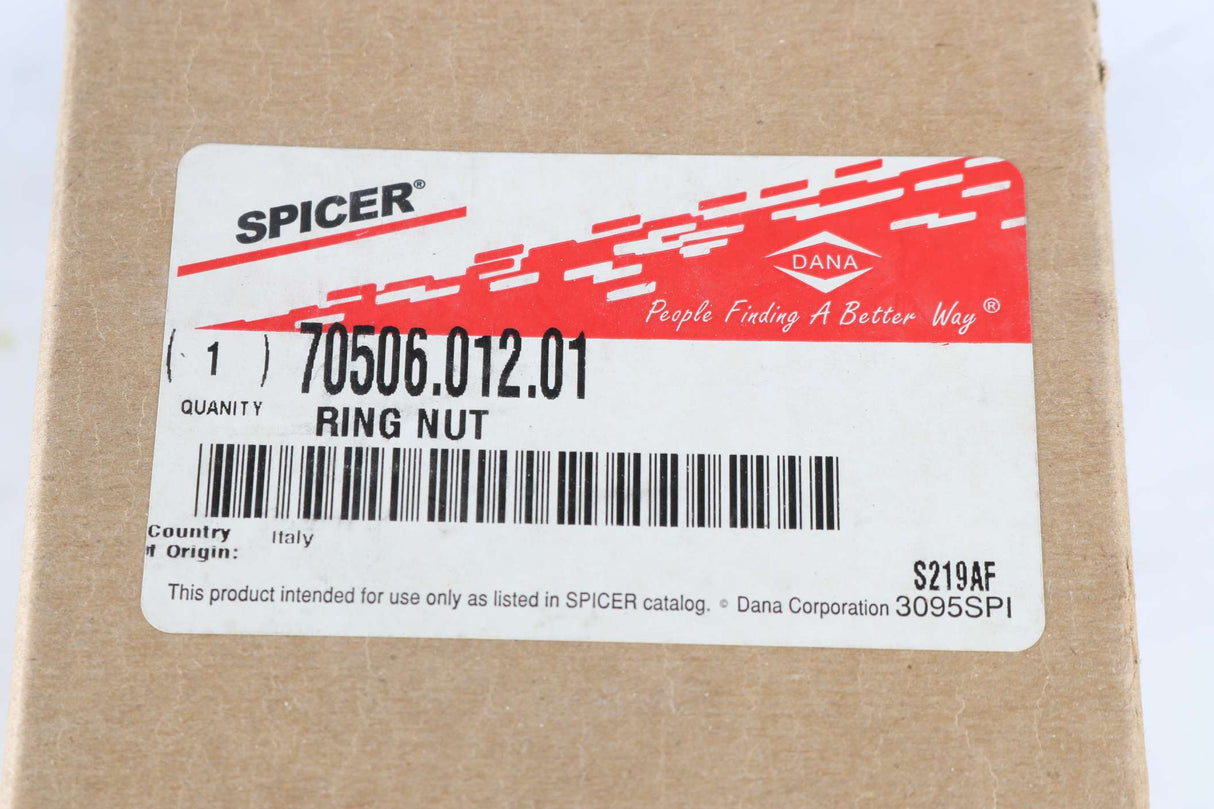 SPICER®
DANA
People Finding A Better Way®
( 1 ) 70506.012.01
QUANITY
RING NUT
Country Italy
f Origin:
S219AF
This product intended for use only as listed in SPICER catalog. © Dana Corporation 3095SPI